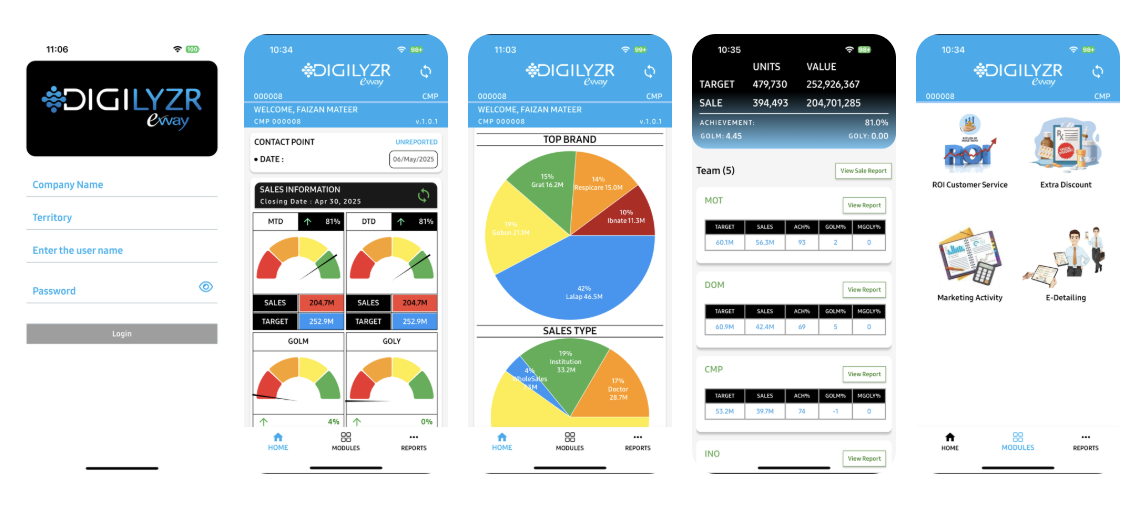 11:06
100
DIGILYZR
eWay
Company Name
Territory
Enter the user name
Password
Login
10:34
99+
DIGILYZR
eWay
000008 CMP
WELCOME, FAIZAN MATEER
CMP 000008 v.1.0.1
CONTACT POINT UNREPORTED
• DATE : 06/May/2025
SALES INFORMATION
Closing Date : Apr 30, 2025
MTD ↑ 81% DTD ↑ 81%
SALES 204.7M SALES 204.7M
TARGET 252.9M TARGET 252.9M
GOLM GOLY
↑ 4% ↑ 0%
HOME MODULES REPORTS
11:03
99+
DIGILYZR
eWay
000008 CMP
WELCOME, FAIZAN MATEER
CMP 000008 v.1.0.1
TOP BRAND
15%
Grat 16.2M
14%
Respicare 15.0M
10%
Ibnate 11.3M
19%
42%
Lalap 46.5M
SALES TYPE
19%
Institution
33.2M
4%
WholeSales
17%
Doctor
28.7M
HOME MODULES REPORTS
10:35
98+
UNITS VALUE
TARGET 479,730 252,926,367
SALE 394,493 204,701,285
ACHIEVEMENT: 81.0%
GOLM: 4.45 GOLY: 0.00
Team (5) View Sale Report
MOT View Report
TARGET SALES ACH% GOLM% MGOLY%
60.1M 56.3M 93 2 0
DOM View Report
TARGET SALES ACH% GOLM% MGOLY%
60.9M 42.4M 69 5 0
CMP View Report
TARGET SALES ACH% GOLM% MGOLY%
53.2M 39.7M 74 -1 0
INO View Report
10:34
98+
DIGILYZR
eWay
000008 CMP
ROI
ROI Customer Service Extra Discount
Marketing Activity E-Detailing
HOME MODULES REPORTS